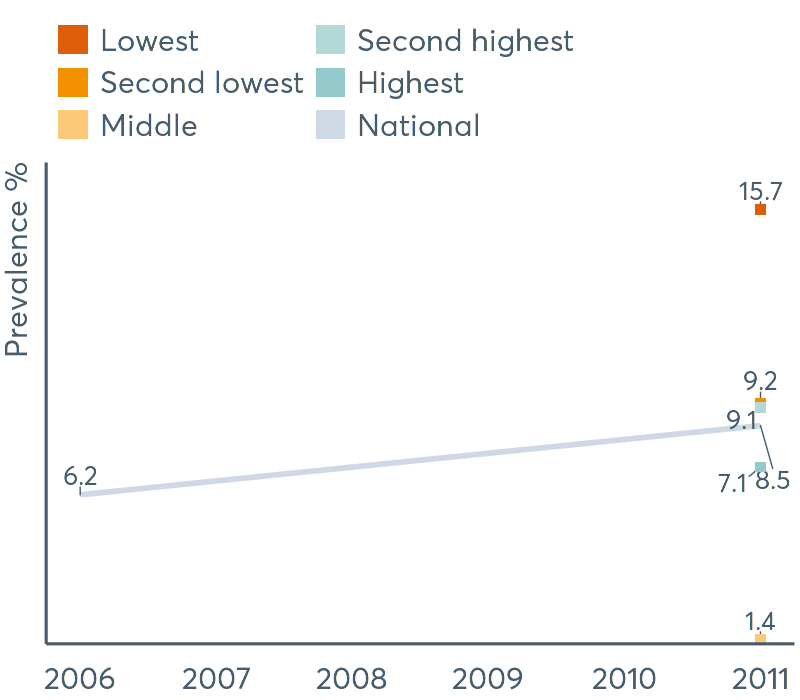 Lowest
Second highest
Second lowest
Highest
Middle
National
Prevalence %
15.7
9.2
9.1
6.2
7.1
8.5
1.4
2006 2007 2008 2009 2010 2011